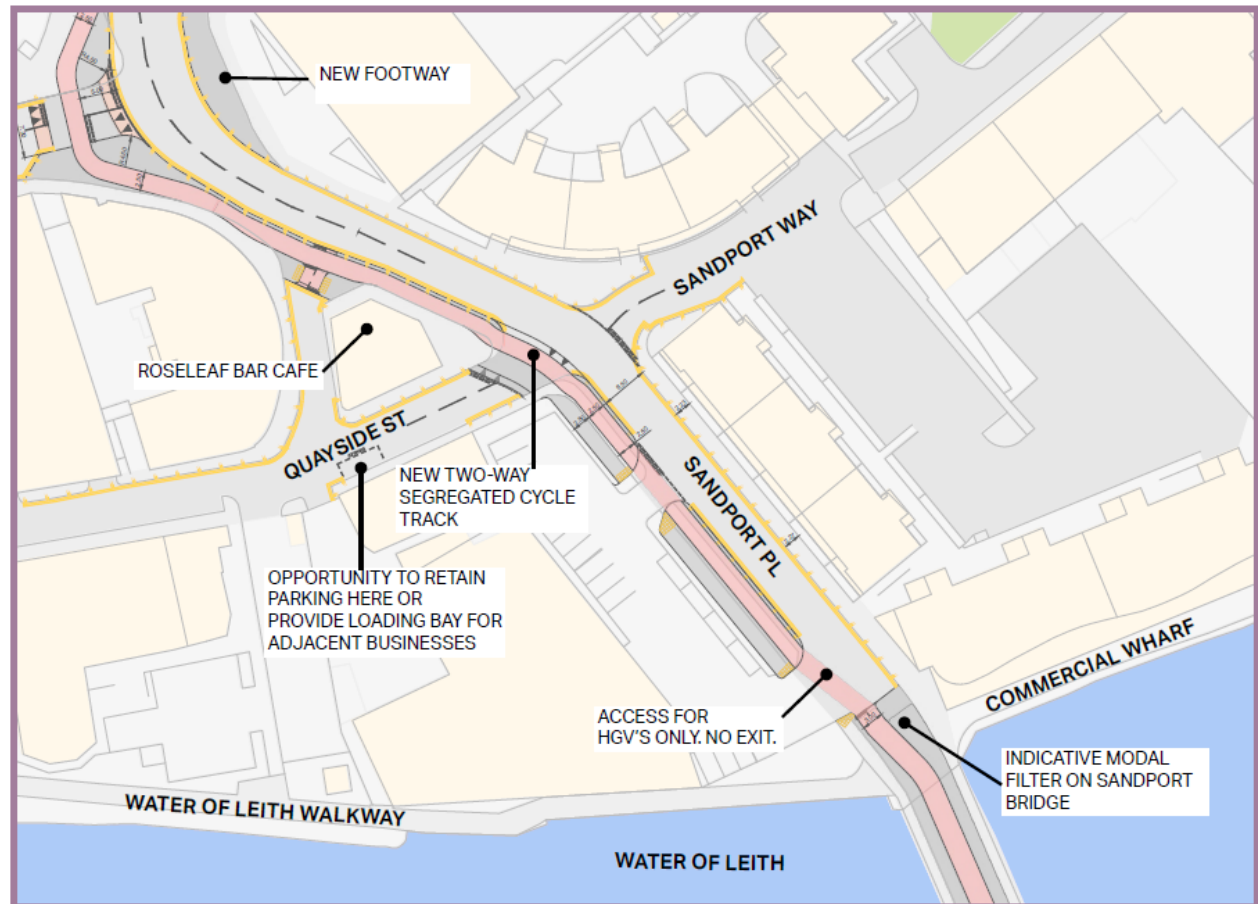 NEW FOOTWAY
SANDPORT WAY
ROSELEAF BAR CAFE
QUAYSIDE ST
NEW TWO-WAY
SEGREGATED CYCLE
TRACK
SANDPORT PL
OPPORTUNITY TO RETAIN
PARKING HERE OR
PROVIDE LOADING BAY FOR
ADJACENT BUSINESSES
COMMERCIAL WHARF
ACCESS FOR
HGV'S ONLY. NO EXIT.
INDICATIVE MODAL
FILTER ON SANDPORT
BRIDGE
WATER OF LEITH WALKWAY
WATER OF LEITH